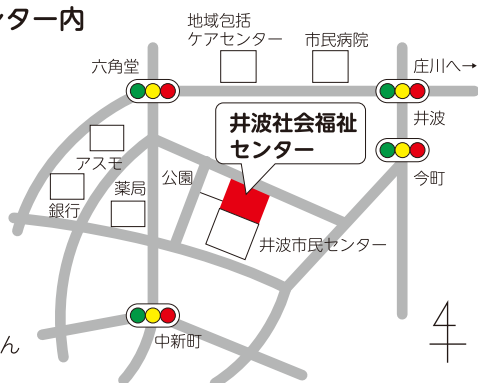 ンター内
地域包括
ケアセンター
市民病院
六角堂
庄川へ→
井波社会福祉
センター
井波
アスモ
今町
公園
薬局
銀行
井波市民センター
中新町
ん